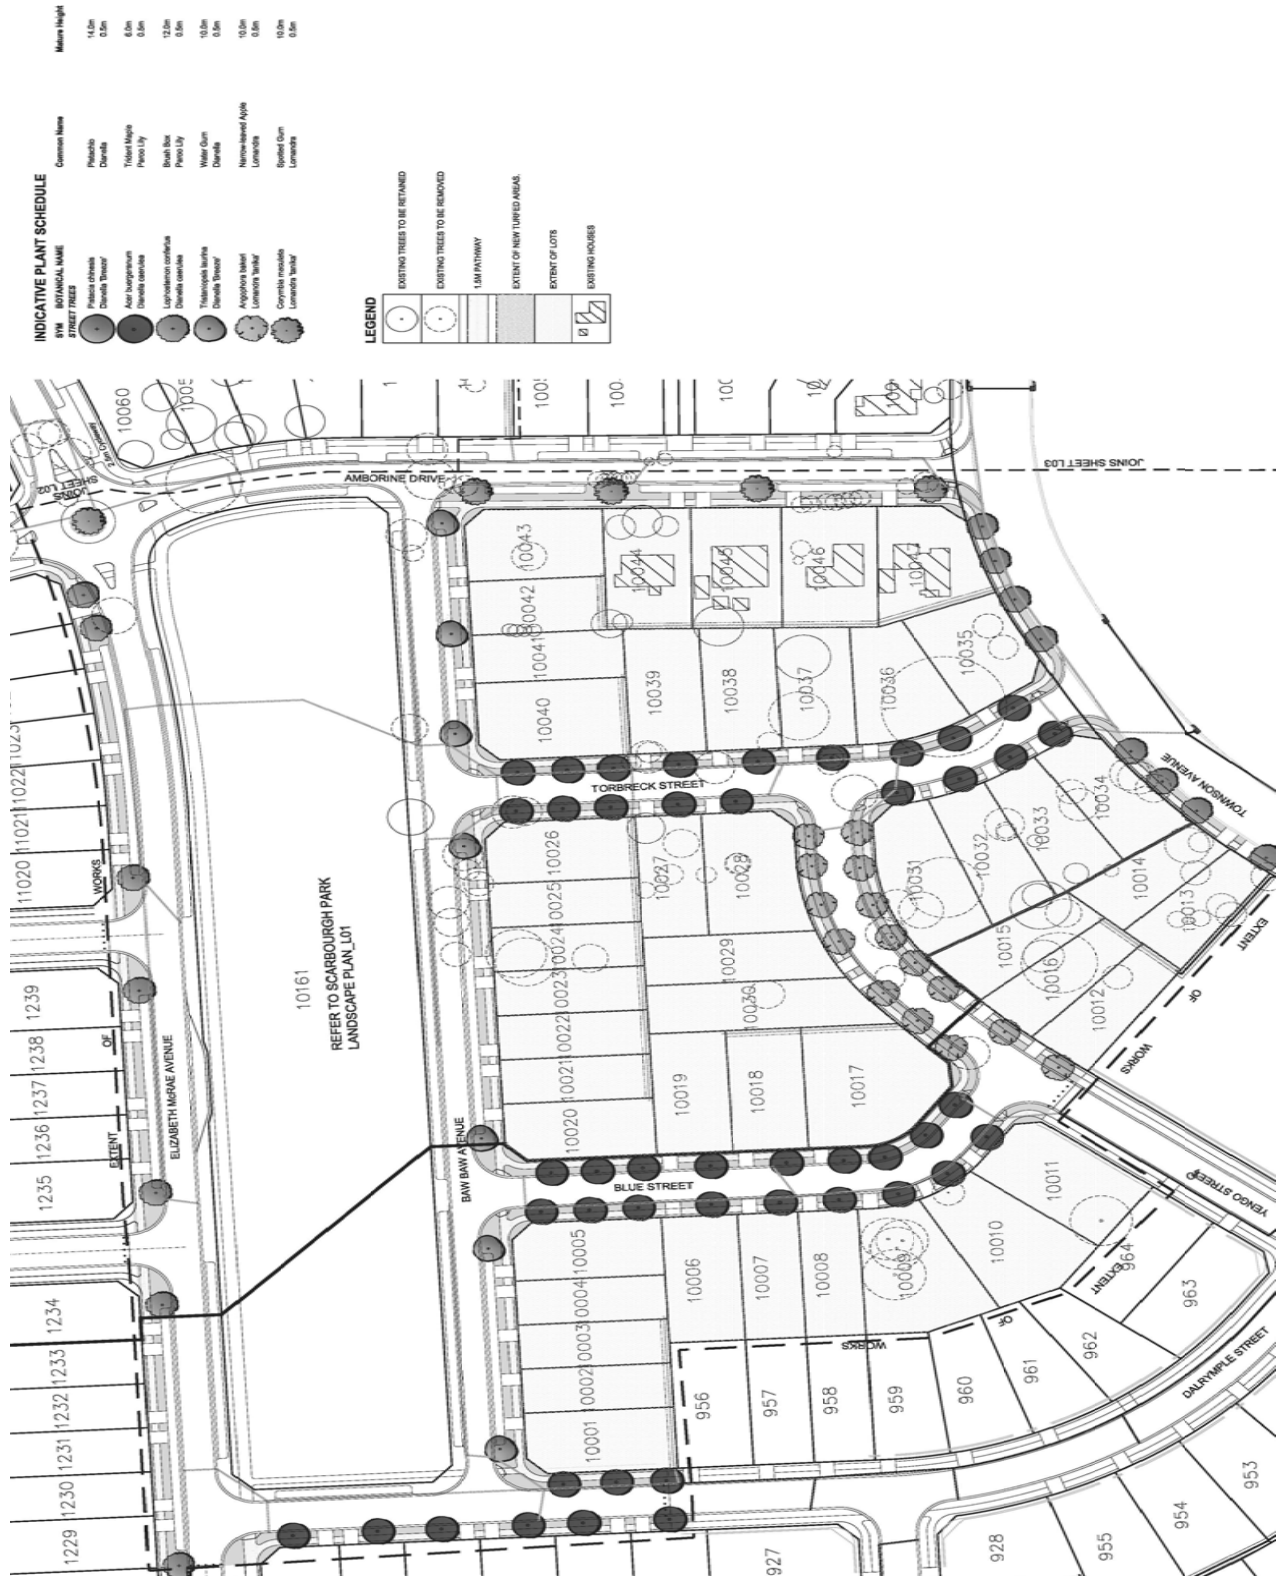 INDICATIVE PLANT SCHEDULE
SYM BOTANICAL NAME Common Name Mature Height
STREET TREES
Pistacia chinesis Pistachio 14.0m
Dianella 'Breeze' Dianella 0.5m
Acer buergeranum Trident Maple 6.0m
Dianella caerulea Paroo Lily 0.8m
Lophostemon confertus Brush Box 12.0m
Dianella caerulea Paroo Lily 0.5m
Tristaniopsis laurina Water Gum 10.0m
Dianella 'Breeze' Dianella 0.5m
Angophora bakeri Narrow-leaved Apple 10.0m
Lomandra 'tanika' Lomandra 0.5m
Corymbia maculata Spotted Gum 10.0m
Lomandra 'tanika' Lomandra 0.5m
LEGEND
EXISTING TREES TO BE RETAINED
EXISTING TREES TO BE REMOVED
1.5M PATHWAY
EXTENT OF NEW TURFED AREAS.
EXTENT OF LOTS
EXISTING HOUSES
JOINS
SHEET L02
AMBORINE DRIVE
JOINS SHEET L03
10060
10043
10042
10041
10040
10044
10045
10046
10039
10038
10037
10036
10035
TORBRECK STREET
TOWNSON AVENUE
10034
10033
10032
10031
10026
10025
10024
10023
10022
10021
10020
10027
10028
10029
10030
10019
10018
10017
10014
10013
10015
10016
10012
EXTENT
OF
WORKS
11023
11022
11021
11020
WORKS
OF
EXTENT
1239
1238
1237
1236
1235
1234
1233
1232
1231
1230
1229
ELIZABETH McRAE AVENUE
10161
REFER TO SCARBOURGH PARK
LANDSCAPE PLAN_L01
BAW BAW AVENUE
BLUE STREET
YENGO STREET
10011
10010
10009
10008
10007
10006
10005
10004
10003
10002
10001
EXTENT
OF
WORKS
964
963
962
961
960
959
958
957
956
DALRYMPLE STREET
953
954
955
928
927